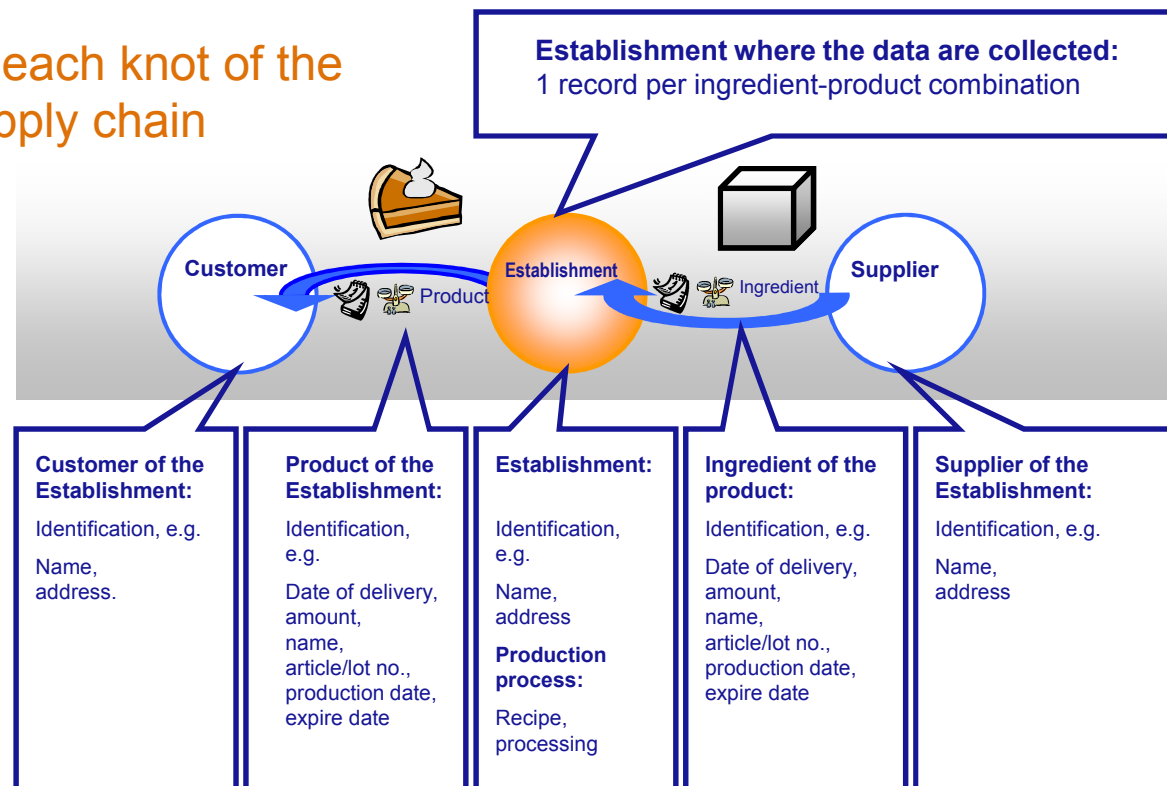 each knot of the
pply chain
Establishment where the data are collected:
1 record per ingredient-product combination
Customer
Product
Establishment
Ingredient
Supplier
Customer of the
Establishment:
Identification, e.g.
Name,
address.
Product of the
Establishment:
Identification,
e.g.
Date of delivery,
amount,
name,
article/lot no.,
production date,
expire date
Establishment:
Identification,
e.g.
Name,
address
Production
process:
Recipe,
processing
Ingredient of the
product:
Identification, e.g.
Date of delivery,
amount,
name,
article/lot no.,
production date,
expire date
Supplier of the
Establishment:
Identification, e.g.
Name,
address